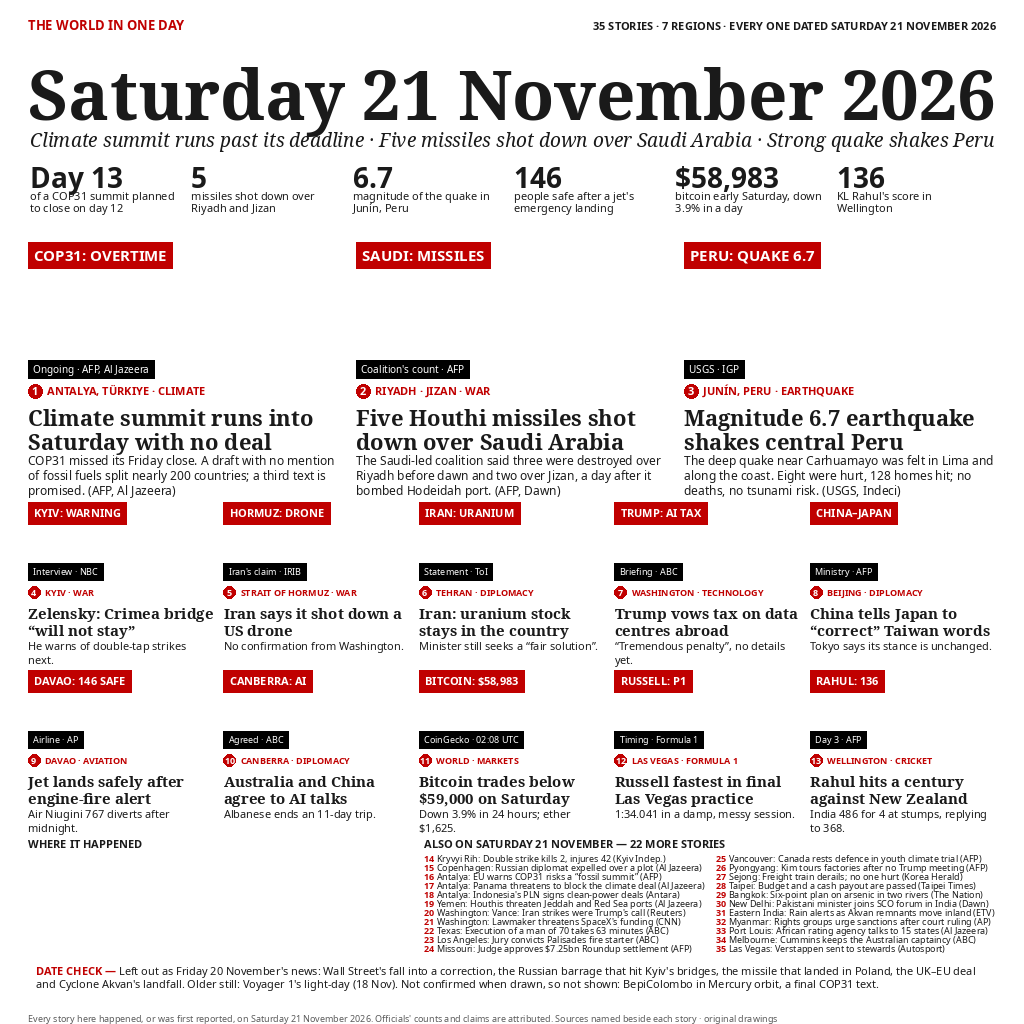 THE WORLD IN ONE DAY
35 STORIES · 7 REGIONS · EVERY ONE DATED SATURDAY 21 NOVEMBER 2026
Saturday 21 November 2026
Climate summit runs past its deadline · Five missiles shot down over Saudi Arabia · Strong quake shakes Peru
Day 13
of a COP31 summit planned
to close on day 12
5
missiles shot down over
Riyadh and Jizan
6.7
magnitude of the quake in
Junín, Peru
146
people safe after a jet's
emergency landing
$58,983
bitcoin early Saturday, down
3.9% in a day
136
KL Rahul's score in
Wellington
COP31: OVERTIME
Ongoing · AFP, Al Jazeera
1 ANTALYA, TÜRKIYE · CLIMATE
Climate summit runs into
Saturday with no deal
COP31 missed its Friday close. A draft with no mention
of fossil fuels split nearly 200 countries; a third text is
promised. (AFP, Al Jazeera)
SAUDI: MISSILES
Coalition's count · AFP
2 RIYADH · JIZAN · WAR
Five Houthi missiles shot
down over Saudi Arabia
The Saudi-led coalition said three were destroyed over
Riyadh before dawn and two over Jizan, a day after it
bombed Hodeidah port. (AFP, Dawn)
PERU: QUAKE 6.7
USGS · IGP
3 JUNÍN, PERU · EARTHQUAKE
Magnitude 6.7 earthquake
shakes central Peru
The deep quake near Carhuamayo was felt in Lima and
along the coast. Eight were hurt, 128 homes hit; no
deaths, no tsunami risk. (USGS, Indeci)
KYIV: WARNING
Interview · NBC
4 KYIV · WAR
Zelensky: Crimea bridge
“will not stay”
He warns of double-tap strikes
next.
HORMUZ: DRONE
Iran's claim · IRIB
5 STRAIT OF HORMUZ · WAR
Iran says it shot down a
US drone
No confirmation from Washington.
IRAN: URANIUM
Statement · ToI
6 TEHRAN · DIPLOMACY
Iran: uranium stock
stays in the country
Minister still seeks a “fair solution”.
TRUMP: AI TAX
Briefing · ABC
7 WASHINGTON · TECHNOLOGY
Trump vows tax on data
centres abroad
“Tremendous penalty”, no details
yet.
CHINA–JAPAN
Ministry · AFP
8 BEIJING · DIPLOMACY
China tells Japan to
“correct” Taiwan words
Tokyo says its stance is unchanged.
DAVAO: 146 SAFE
Airline · AP
9 DAVAO · AVIATION
Jet lands safely after
engine-fire alert
Air Niugini 767 diverts after
midnight.
CANBERRA: AI
Agreed · ABC
10 CANBERRA · DIPLOMACY
Australia and China
agree to AI talks
Albanese ends an 11-day trip.
BITCOIN: $58,983
CoinGecko · 02:08 UTC
11 WORLD · MARKETS
Bitcoin trades below
$59,000 on Saturday
Down 3.9% in 24 hours; ether
$1,625.
RUSSELL: P1
Timing · Formula 1
12 LAS VEGAS · FORMULA 1
Russell fastest in final
Las Vegas practice
1:34.041 in a damp, messy session.
RAHUL: 136
Day 3 · AFP
13 WELLINGTON · CRICKET
Rahul hits a century
against New Zealand
India 486 for 4 at stumps, replying
to 368.
WHERE IT HAPPENED
ALSO ON SATURDAY 21 NOVEMBER — 22 MORE STORIES
14 Kryvyi Rih: Double strike kills 2, injures 42 (Kyiv Indep.)
15 Copenhagen: Russian diplomat expelled over a plot (Al Jazeera)
16 Antalya: EU warns COP31 risks a “fossil summit” (AFP)
17 Antalya: Panama threatens to block the climate deal (Al Jazeera)
18 Antalya: Indonesia's PLN signs clean-power deals (Antara)
19 Yemen: Houthis threaten Jeddah and Red Sea ports (Al Jazeera)
20 Washington: Vance: Iran strikes were Trump's call (Reuters)
21 Washington: Lawmaker threatens SpaceX's funding (CNN)
22 Texas: Execution of a man of 70 takes 63 minutes (ABC)
23 Los Angeles: Jury convicts Palisades fire starter (ABC)
24 Missouri: Judge approves $7.25bn Roundup settlement (AFP)
25 Vancouver: Canada rests defence in youth climate trial (AFP)
26 Pyongyang: Kim tours factories after no Trump meeting (AFP)
27 Sejong: Freight train derails; no one hurt (Korea Herald)
28 Taipei: Budget and a cash payout are passed (Taipei Times)
29 Bangkok: Six-point plan on arsenic in two rivers (The Nation)
30 New Delhi: Pakistani minister joins SCO forum in India (Dawn)
31 Eastern India: Rain alerts as Akvan remnants move inland (ETV)
32 Myanmar: Rights groups urge sanctions after court ruling (AP)
33 Port Louis: African rating agency talks to 15 states (Al Jazeera)
34 Melbourne: Cummins keeps the Australian captaincy (ABC)
35 Las Vegas: Verstappen sent to stewards (Autosport)
DATE CHECK — Left out as Friday 20 November's news: Wall Street's fall into a correction, the Russian barrage that hit Kyiv's bridges, the missile that landed in Poland, the UK–EU deal
and Cyclone Akvan's landfall. Older still: Voyager 1's light-day (18 Nov). Not confirmed when drawn, so not shown: BepiColombo in Mercury orbit, a final COP31 text.
Every story here happened, or was first reported, on Saturday 21 November 2026. Officials' counts and claims are attributed. Sources named beside each story · original drawings